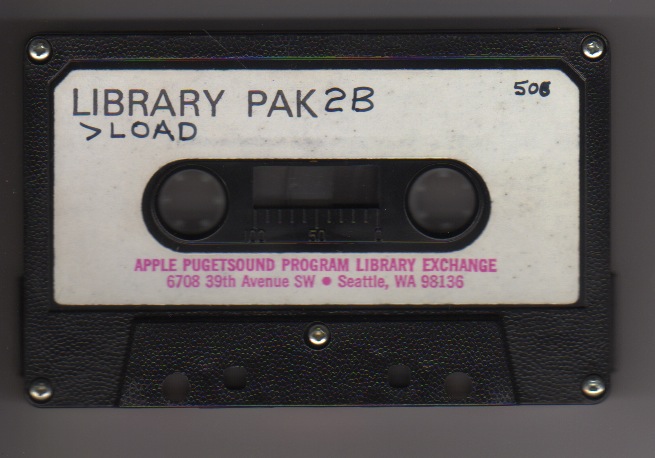 LIBRARY PAK 2B
508
>LOAD
100 50 0
APPLE PUGETSOUND PROGRAM LIBRARY EXCHANGE
6708 39th Avenue SW • Seattle, WA 98136